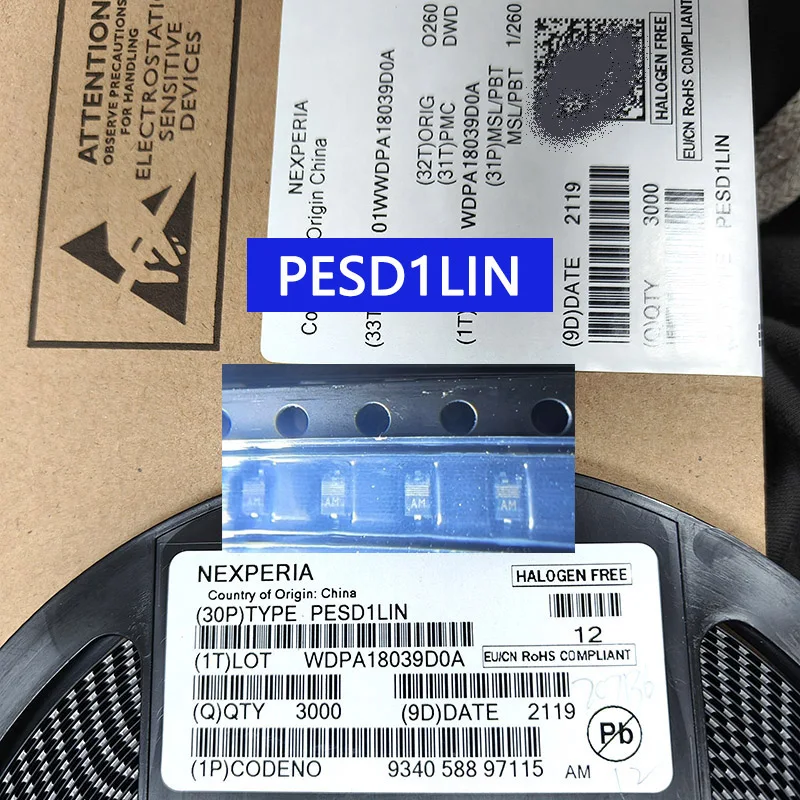 ATTENTION
OBSERVE PRECAUTIONS
FOR HANDLING
ELECTROSTATIC
SENSITIVE
DEVICES
NEXPERIA
Origin China
01WWDPA18039D0A
(32T)ORIG
(31T)PMC
WDPA18039D0A
(31P)MSL/PBT
MSL/PBT
O260
DWD
1/260
HALOGEN FREE
EU/CN RoHS COMPLIANT
(9D)DATE 2119
(Q)QTY 3000
PESD1LIN
PESD1LIN
AM
AM
AM
AM
NEXPERIA
Country of Origin: China
HALOGEN FREE
(30P)TYPE PESD1LIN
12
(1T)LOT WDPA18039D0A
EU/CN RoHS COMPLIANT
(Q)QTY 3000
(9D)DATE 2119
Pb
(1P)CODENO 9340 588 97115
AM
12